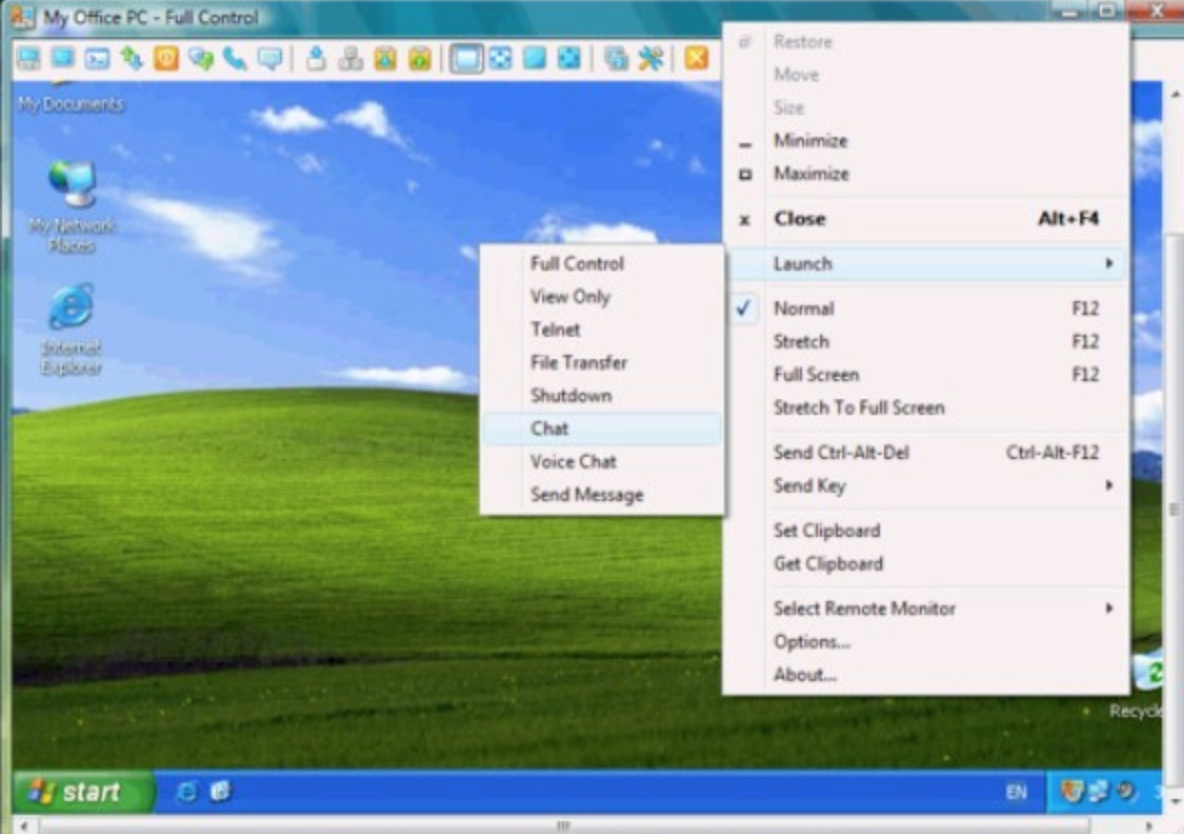 My Office PC - Full Control
My Documents
My Network
Places
Internet
Explorer
Restore
Move
Size
Minimize
Maximize
Close Alt+F4
Launch
Normal F12
Stretch F12
Full Screen F12
Stretch To Full Screen
Send Ctrl-Alt-Del Ctrl-Alt-F12
Send Key
Set Clipboard
Get Clipboard
Select Remote Monitor
Options...
About...
Full Control
View Only
Telnet
File Transfer
Shutdown
Chat
Voice Chat
Send Message
Recycle
start
EN
3